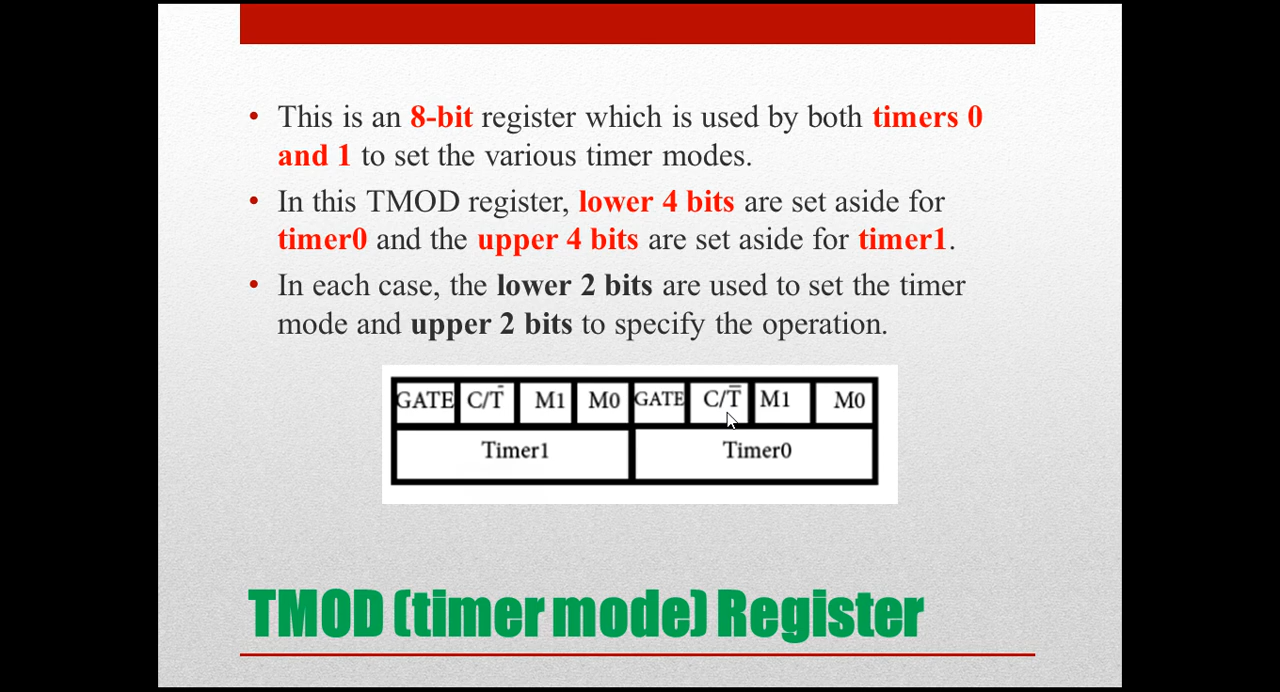 • This is an 8-bit register which is used by both timers 0
and 1 to set the various timer modes.
• In this TMOD register, lower 4 bits are set aside for
timer0 and the upper 4 bits are set aside for timer1.
• In each case, the lower 2 bits are used to set the timer
mode and upper 2 bits to specify the operation.
GATE C/T̅ M1 M0 GATE C/T̅ M1 M0
Timer1 Timer0
TMOD (timer mode) Register